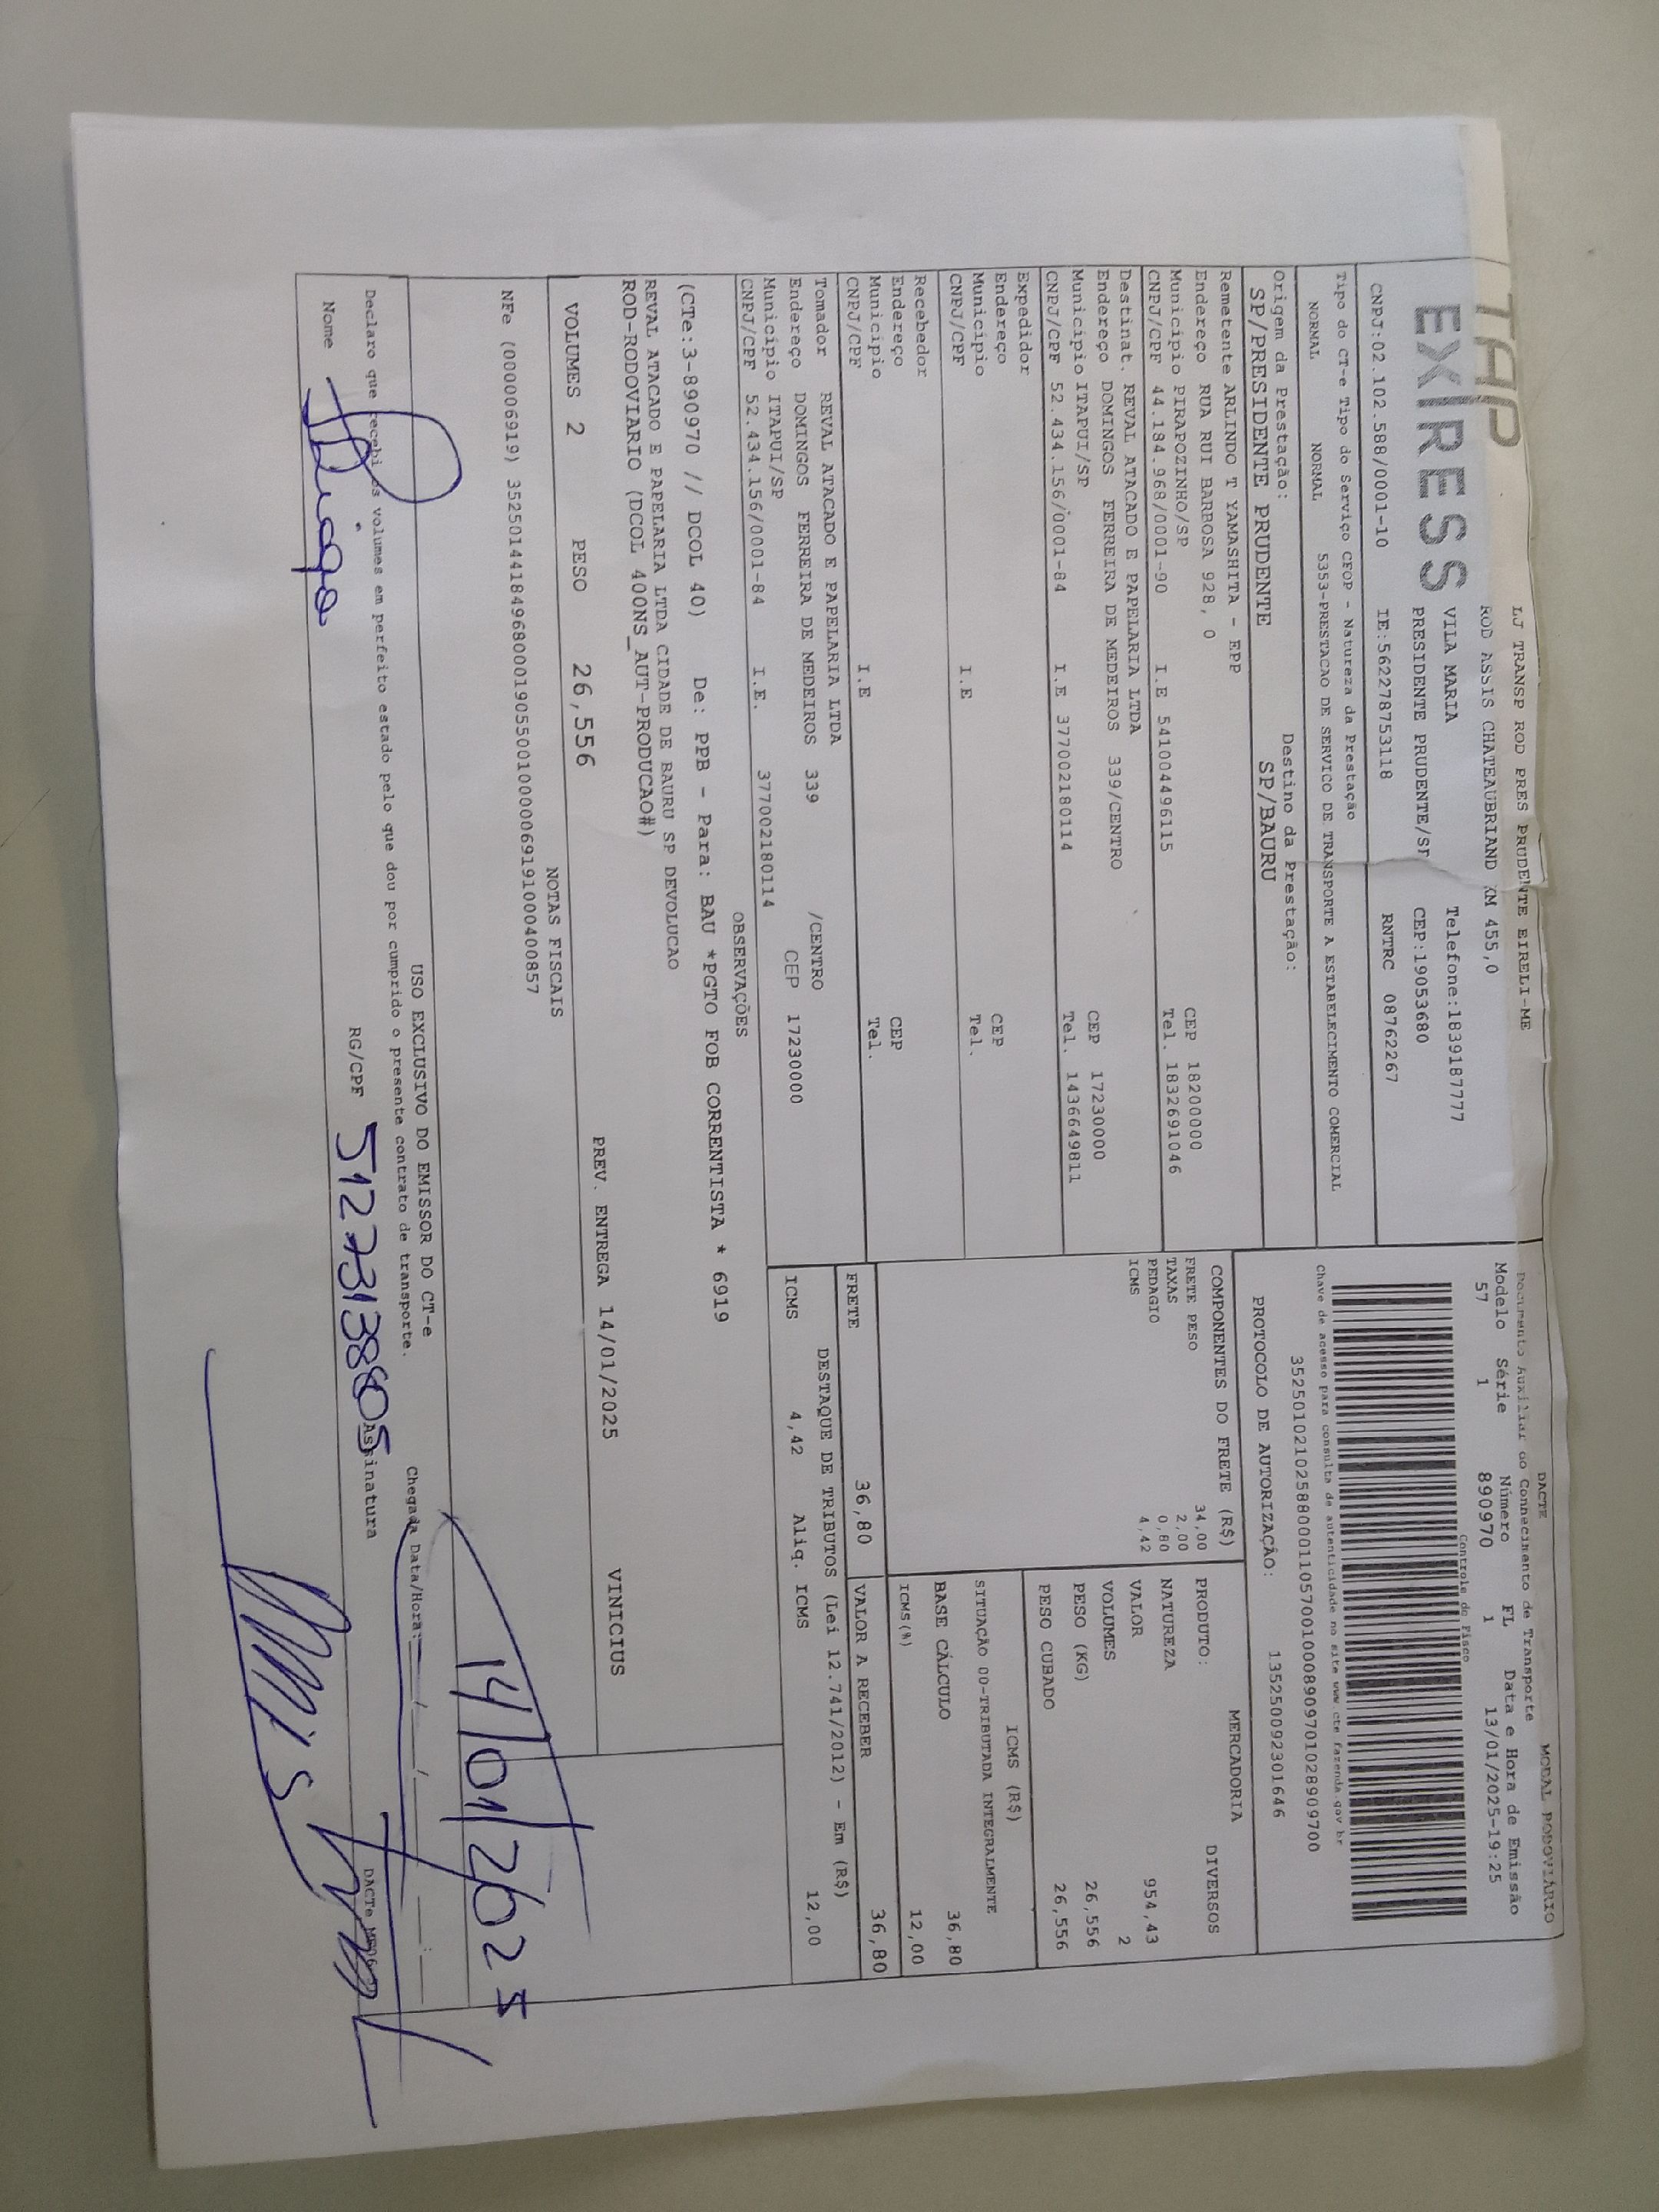 TAP
EXPRESS
LJ TRANSP ROD PRES PRUDENTE EIRELI-ME
ROD ASSIS CHATEAUBRIAND KM 455,0
VILA MARIA Telefone:1839187777
PRESIDENTE PRUDENTE/SP CEP:19053680
CNPJ:02.102.588/0001-10 IE:562278753118 RNTRC 08762267
DACTE MODAL RODOVIÁRIO
Documento Auxiliar do Conhecimento de Transporte
Modelo Série Número FL Data e Hora de Emissão
57 1 890970 1 13/01/2025-19:25
Controle do Fisco
Chave de acesso para consulta de autenticidade no site www.cte.fazenda.gov.br
35250102102588000110570010008909701028909700
PROTOCOLO DE AUTORIZAÇÃO: 135250092301646
Tipo do CT-e Tipo do Serviço CFOP - Natureza da Prestação
NORMAL NORMAL 5353-PRESTACAO DE SERVICO DE TRANSPORTE A ESTABELECIMENTO COMERCIAL
Origem da Prestação: Destino da Prestação:
SP/PRESIDENTE PRUDENTE SP/BAURU
Remetente ARLINDO T YAMASHITA - EPP
Endereço RUA RUI BARBOSA 928, 0 CEP 18200000
Município PIRAPOZINHO/SP Tel. 1832691046
CNPJ/CPF 44.184.968/0001-90 I.E 541004496115
Destinat. REVAL ATACADO E PAPELARIA LTDA
Endereço DOMINGOS FERREIRA DE MEDEIROS 339/CENTRO CEP 17230000
Município ITAPUI/SP Tel. 1436649811
CNPJ/CPF 52.434.156/0001-84 I.E 377002180114
Expedidor
Endereço CEP
Município Tel.
CNPJ/CPF I.E
Recebedor
Endereço CEP
Município Tel.
CNPJ/CPF I.E
Tomador REVAL ATACADO E PAPELARIA LTDA
Endereço DOMINGOS FERREIRA DE MEDEIROS 339 /CENTRO
Município ITAPUI/SP CEP 17230000
CNPJ/CPF 52.434.156/0001-84 I.E. 377002180114
COMPONENTES DO FRETE (R$)
FRETE PESO 34,00
TAXAS 2,00
PEDAGIO 0,80
ICMS 4,42
MERCADORIA
PRODUTO: DIVERSOS
NATUREZA
VALOR 954,43
VOLUMES 2
PESO (KG) 26,556
PESO CUBADO 26,556
ICMS (R$)
SITUAÇÃO 00-TRIBUTADA INTEGRALMENTE
BASE CÁLCULO 36,80
ICMS(%) 12,00
FRETE 36,80 VALOR A RECEBER 36,80
DESTAQUE DE TRIBUTOS (Lei 12.741/2012) - Em (R$)
ICMS 4,42 Aliq. ICMS 12,00
OBSERVAÇÕES
(CTe:3-890970 // DCOL 40) De: PPB - Para: BAU *PGTO FOB CORRENTISTA * 6919
REVAL ATACADO E PAPELARIA LTDA CIDADE DE BAURU SP DEVOLUCAO
ROD-RODOVIARIO (DCOL 400NS_AUT-PRODUCAO#)
VOLUMES 2 PESO 26,556 PREV. ENTREGA 14/01/2025 VINICIUS
NOTAS FISCAIS
NFe (000006919) 35250144184968000190550010000069191000400857
14/01/2025
USO EXCLUSIVO DO EMISSOR DO CT-e
Declaro que recebi os volumes em perfeito estado pelo que dou por cumprido o presente contrato de transporte. Chegada Data/Hora: / / :
Nome RG/CPF 51273138805 Assinatura